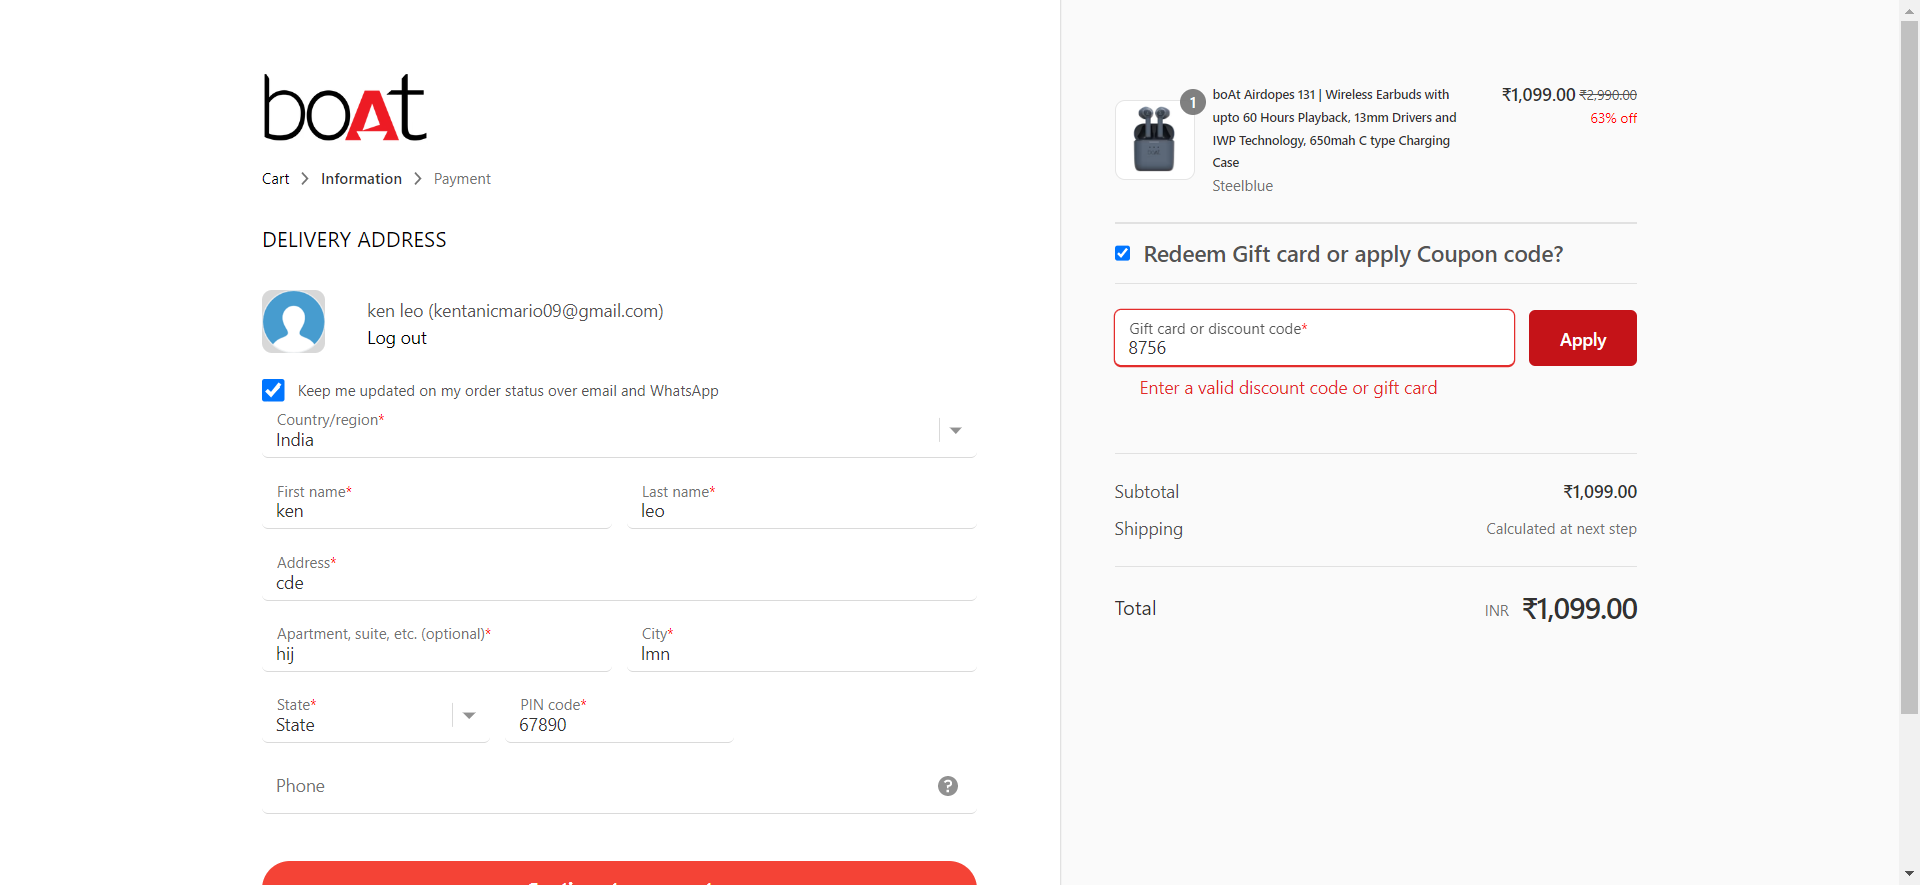 boAt
Cart > Information > Payment
DELIVERY ADDRESS
ken leo (kentanicmario09@gmail.com)
Log out
Keep me updated on my order status over email and WhatsApp
Country/region*
India
First name*
ken
Last name*
leo
Address*
cde
Apartment, suite, etc. (optional)*
hij
City*
lmn
State*
State
PIN code*
67890
Phone
?
1
boAt Airdopes 131 | Wireless Earbuds with
upto 60 Hours Playback, 13mm Drivers and
IWP Technology, 650mah C type Charging
Case
Steelblue
₹1,099.00 ₹2,990.00
63% off
Redeem Gift card or apply Coupon code?
Gift card or discount code*
8756
Apply
Enter a valid discount code or gift card
Subtotal ₹1,099.00
Shipping Calculated at next step
Total INR ₹1,099.00